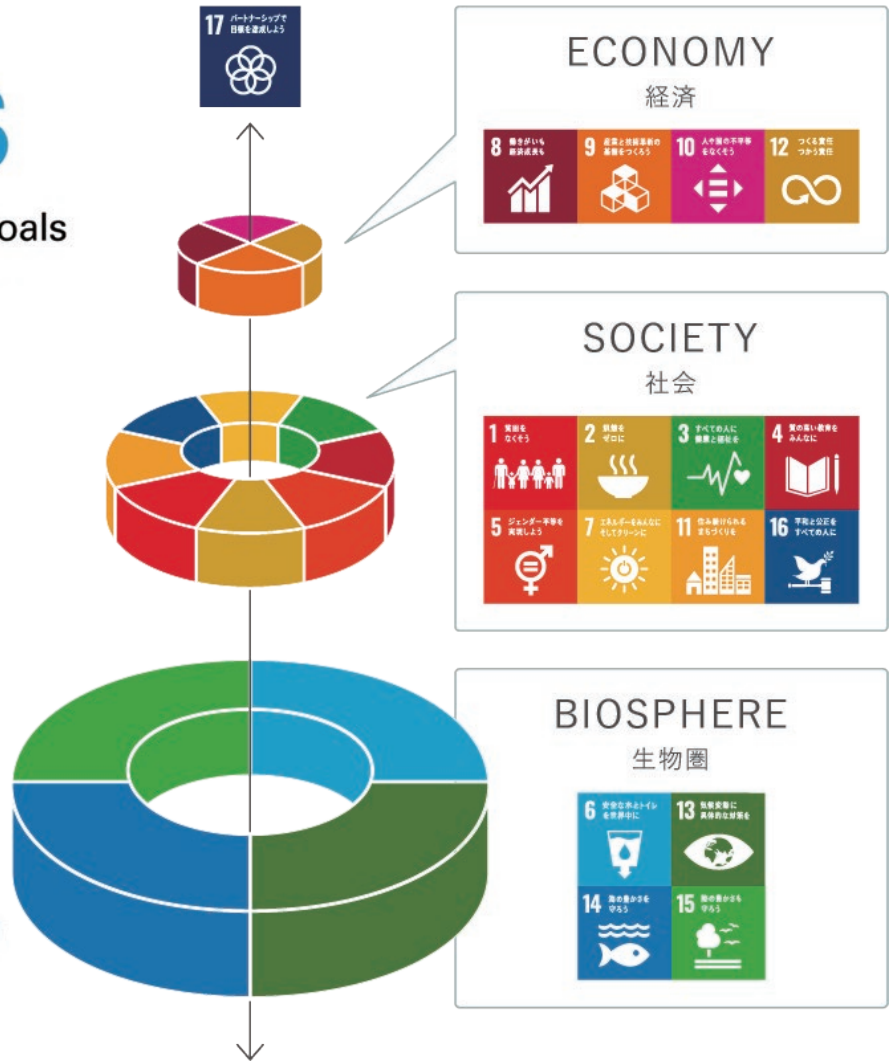 17 パートナーシップで
目標を達成しよう
oals
ECONOMY
経済
8 働きがいも
経済成長も
9 産業と技術革新の
基盤をつくろう
10 人や国の不平等
をなくそう
12 つくる責任
つかう責任
SOCIETY
社会
1 貧困を
なくそう
2 飢餓を
ゼロに
3 すべての人に
健康と福祉を
4 質の高い教育を
みんなに
5 ジェンダー平等を
実現しよう
7 エネルギーをみんなに
そしてクリーンに
11 住み続けられる
まちづくりを
16 平和と公正を
すべての人に
BIOSPHERE
生物圏
6 安全な水とトイレ
を世界中に
13 気候変動に
具体的な対策を
14 海の豊かさを
守ろう
15 陸の豊かさも
守ろう